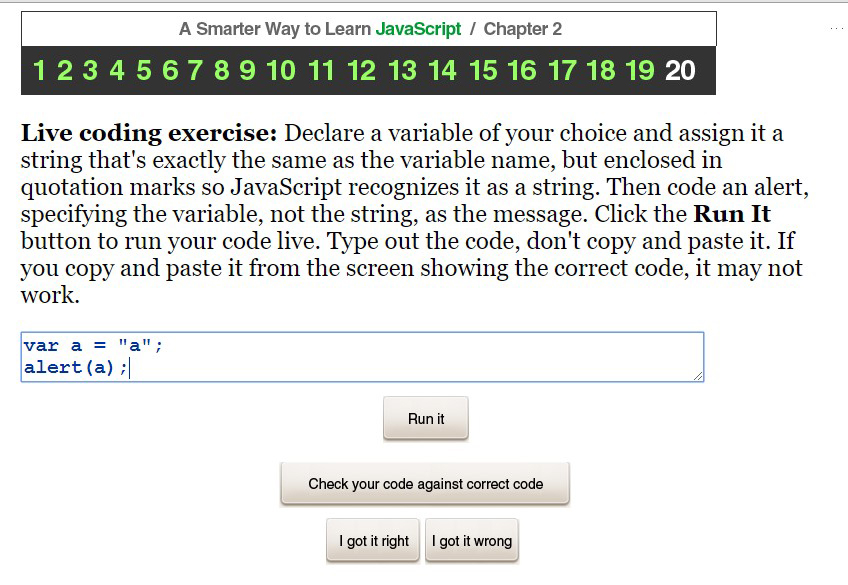 A Smarter Way to Learn JavaScript / Chapter 2
1 2 3 4 5 6 7 8 9 10 11 12 13 14 15 16 17 18 19 20
Live coding exercise: Declare a variable of your choice and assign it a
string that's exactly the same as the variable name, but enclosed in
quotation marks so JavaScript recognizes it as a string. Then code an alert,
specifying the variable, not the string, as the message. Click the Run It
button to run your code live. Type out the code, don't copy and paste it. If
you copy and paste it from the screen showing the correct code, it may not
work.
var a = "a";
alert(a);
Run it
Check your code against correct code
I got it right I got it wrong